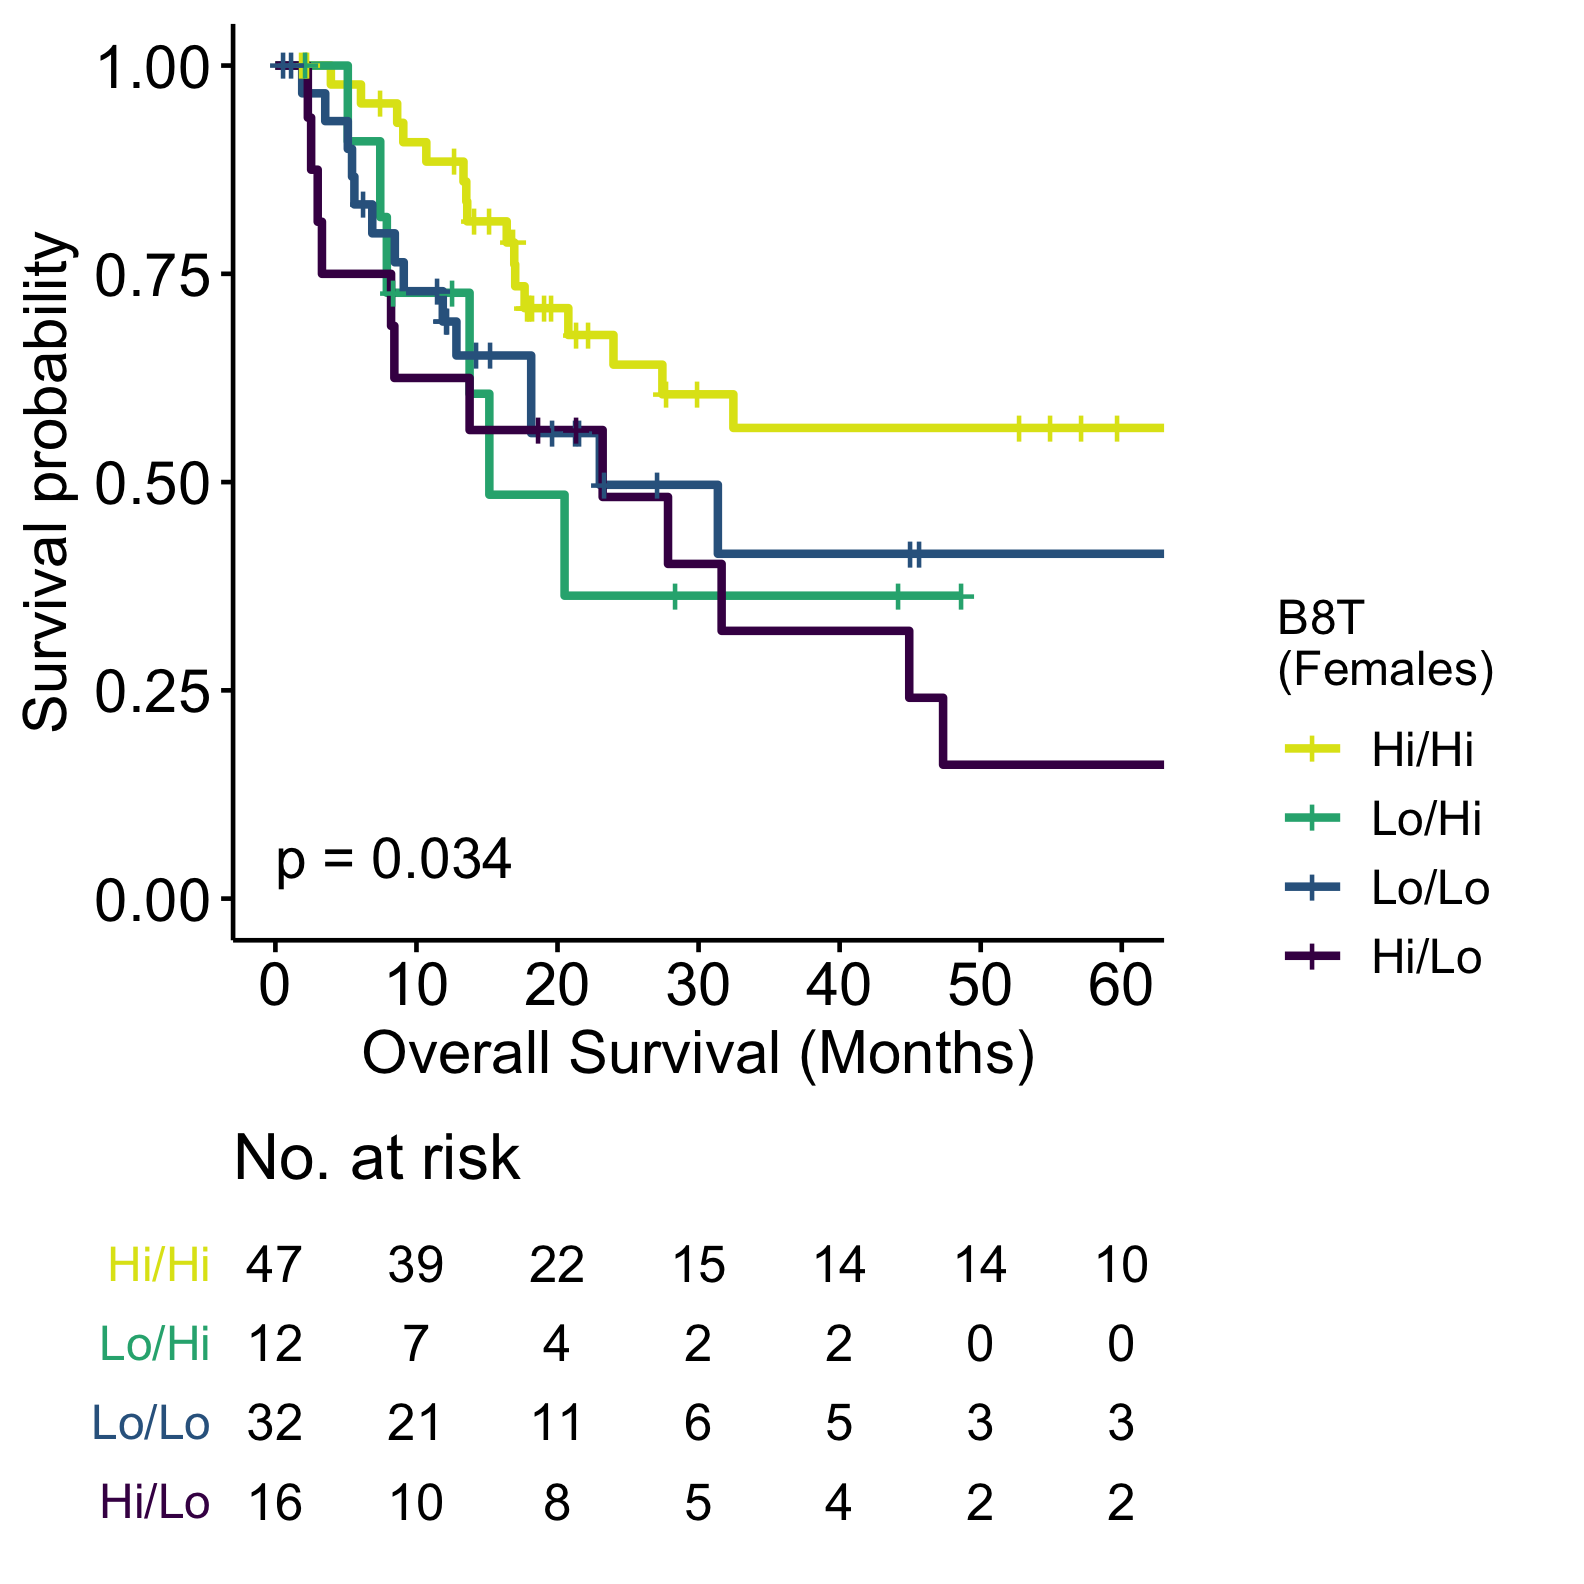 1.00
0.75
0.50
0.25
0.00
Survival probability
p = 0.034
0 10 20 30 40 50 60
Overall Survival (Months)
B8T
(Females)
Hi/Hi
Lo/Hi
Lo/Lo
Hi/Lo
No. at risk
Hi/Hi 47 39 22 15 14 14 10
Lo/Hi 12 7 4 2 2 0 0
Lo/Lo 32 21 11 6 5 3 3
Hi/Lo 16 10 8 5 4 2 2